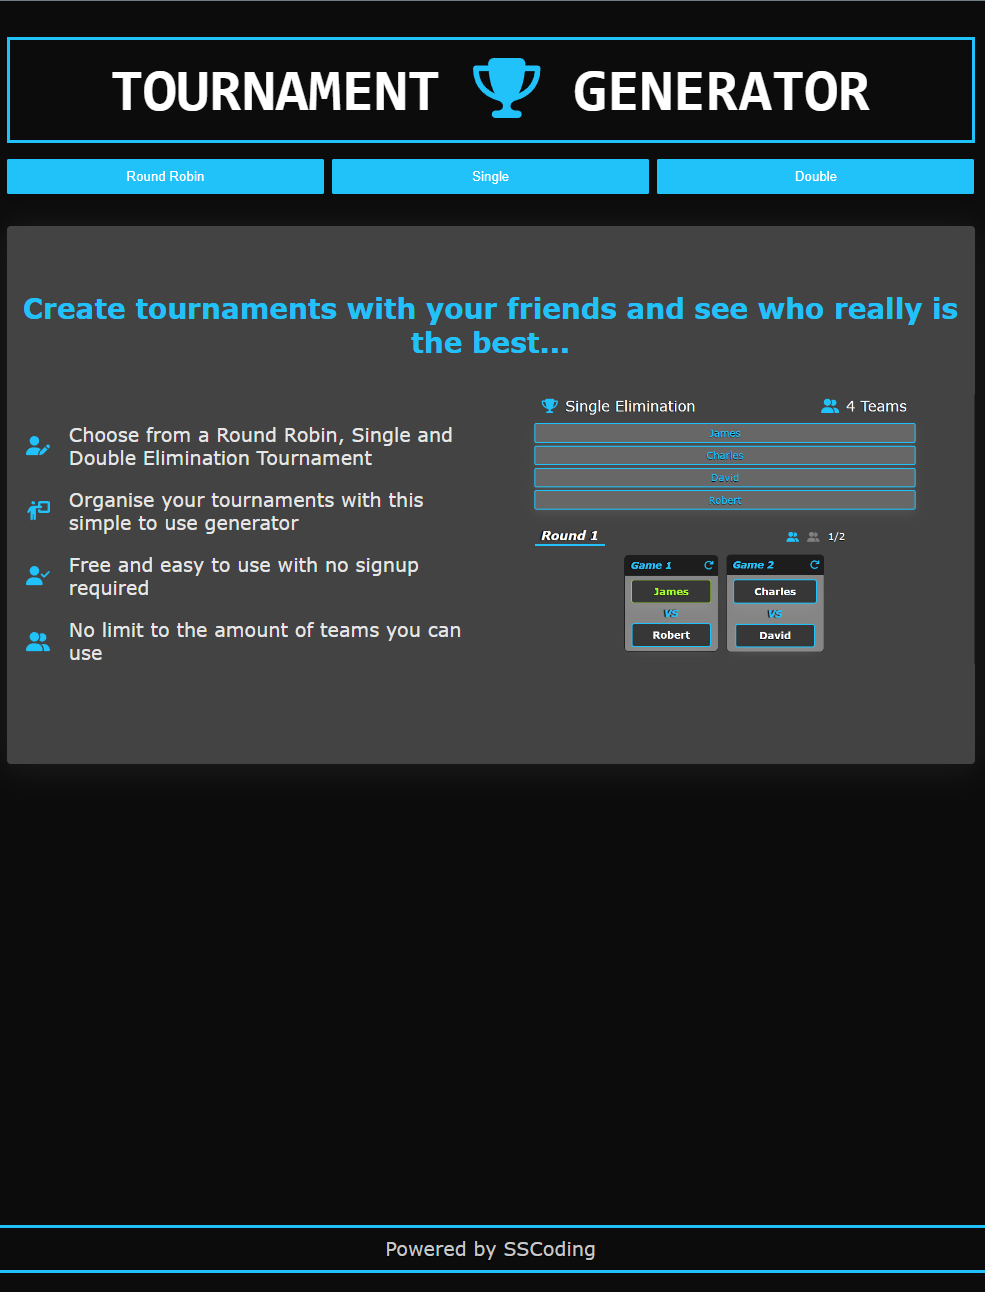 TOURNAMENT GENERATOR
Round Robin
Single
Double
Create tournaments with your friends and see who really is
the best...
Choose from a Round Robin, Single and
Double Elimination Tournament
Organise your tournaments with this
simple to use generator
Free and easy to use with no signup
required
No limit to the amount of teams you can
use
Single Elimination
4 Teams
James
Charles
David
Robert
Round 1
1/2
Game 1
James
VS
Robert
Game 2
Charles
VS
David
Powered by SSCoding